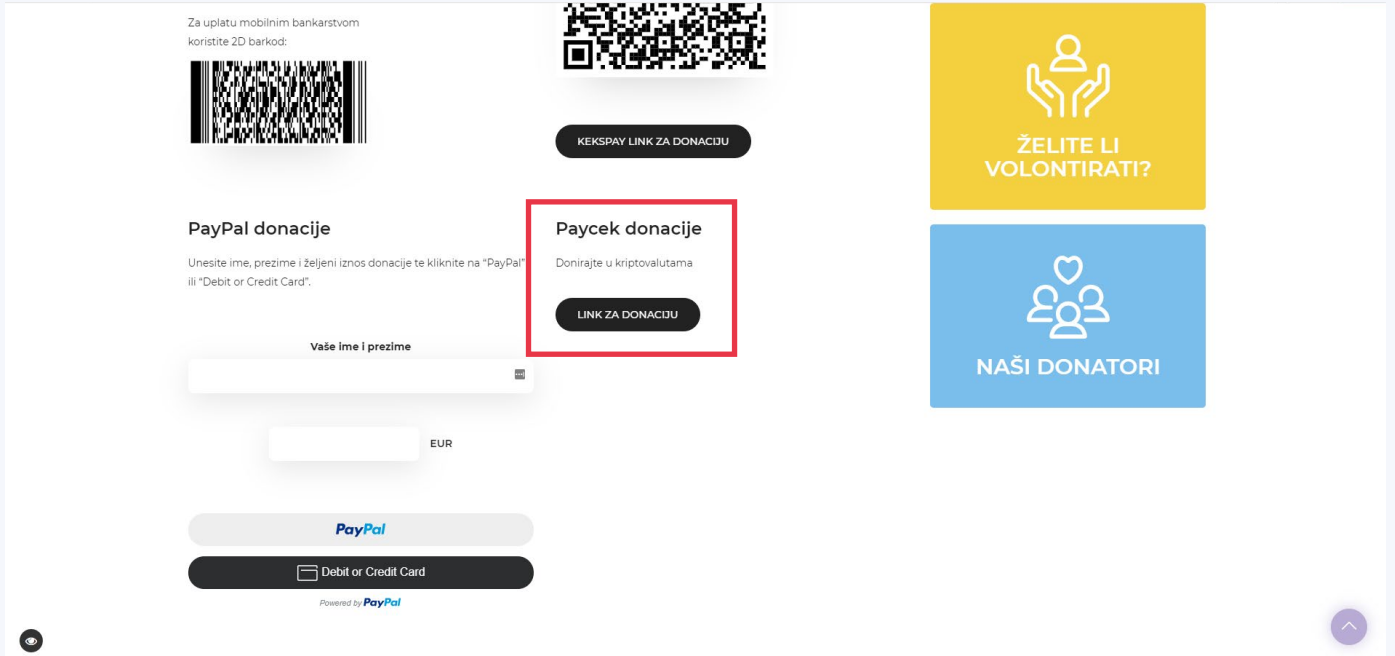 Za uplatu mobilnim bankarstvom
koristite 2D barkod:
KEKSPAY LINK ZA DONACIJU
PayPal donacije
Unesite ime, prezime i željeni iznos donacije te kliknite na “PayPal”
ili “Debit or Credit Card”.
Vaše ime i prezime
EUR
PayPal
Debit or Credit Card
Powered by PayPal
Paycek donacije
Donirajte u kriptovalutama
LINK ZA DONACIJU
ŽELITE LI
VOLONTIRATI?
NAŠI DONATORI